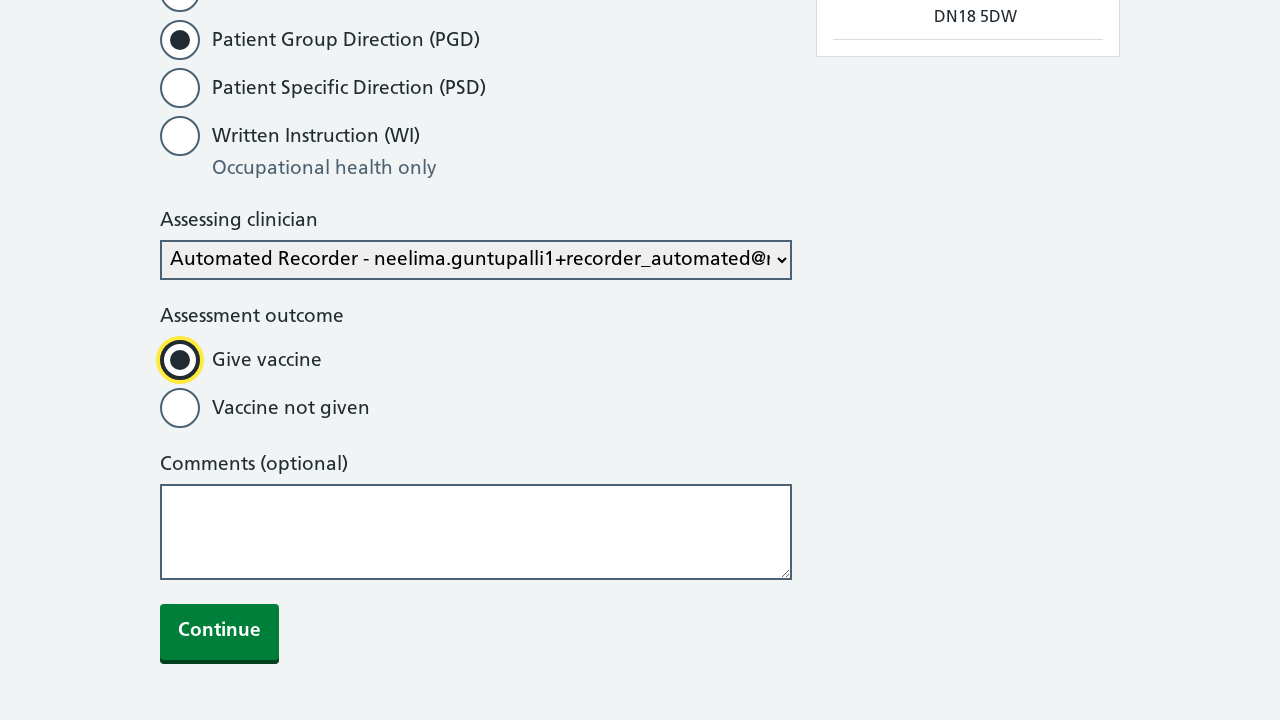 DN18 5DW
Patient Group Direction (PGD)
Patient Specific Direction (PSD)
Written Instruction (WI)
Occupational health only
Assessing clinician
Automated Recorder - neelima.guntupalli1+recorder_automated@
Assessment outcome
Give vaccine
Vaccine not given
Comments (optional)
Continue